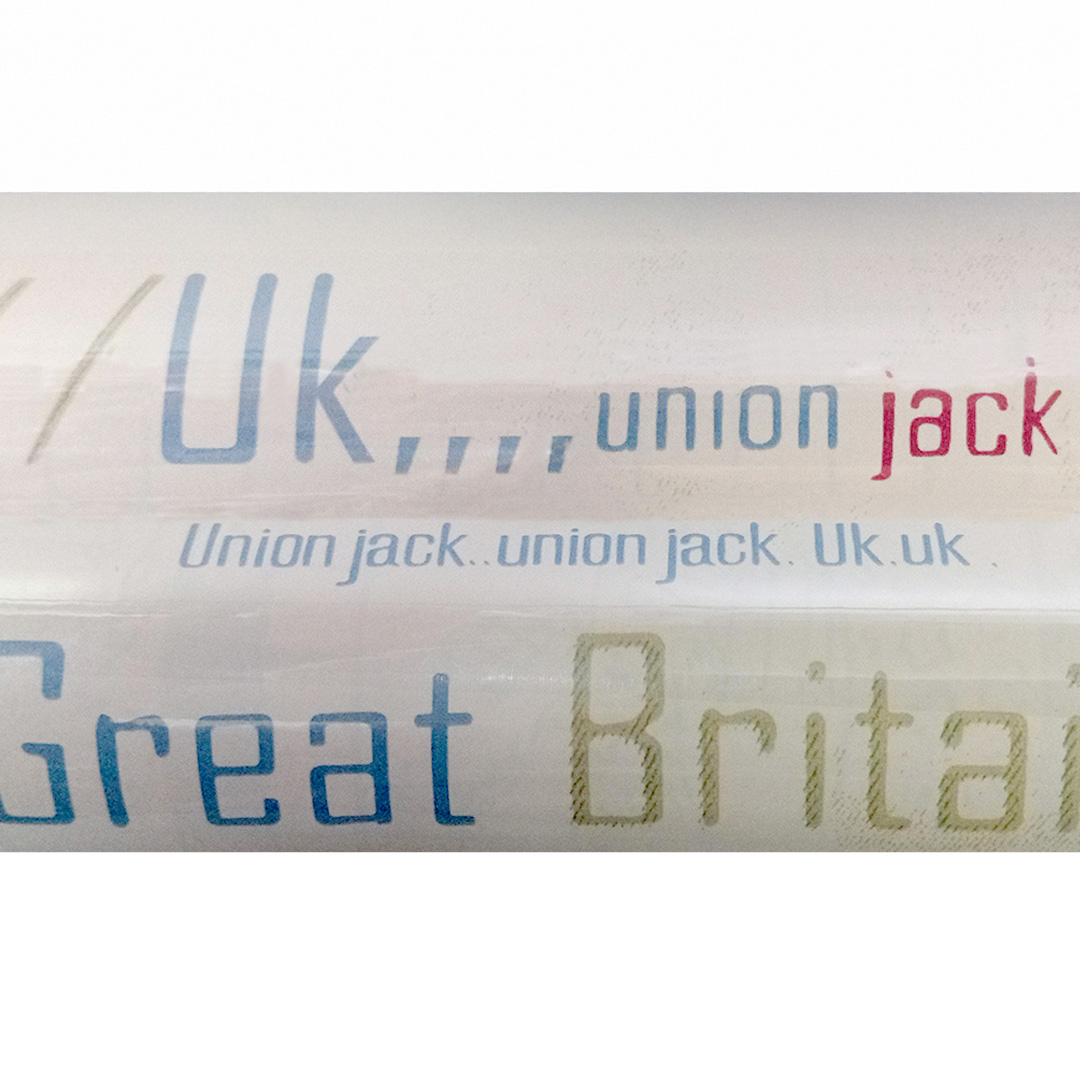 //Uk,,,,union jack
Union jack..union jack. Uk.uk .
Great Britai